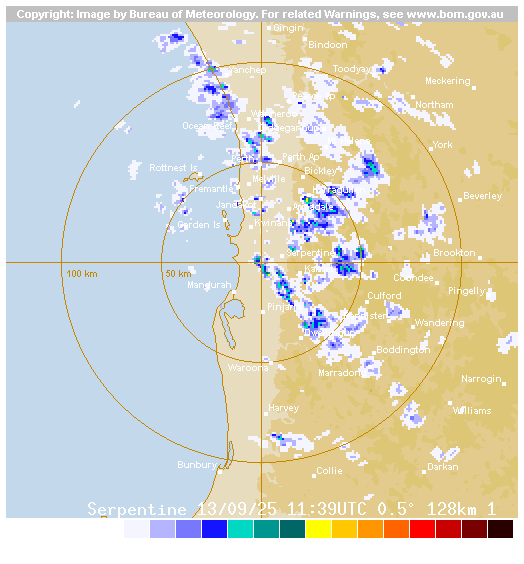 Copyright: Image by Bureau of Meteorology. For related Warnings, see www.bom.gov.au
Gingin
Bindoon
Yanchep
Toodyay
Meckering
Northam
Ocean Reef
York
Perth Ap
Rottnest Is
Bickley
Melville
Fremantle
Beverley
Garden Is
Kwinana
Serpentine
Brookton
100 km
50 km
Coondee
Mandurah
Pingelly
Culford
Pinjarra
Wandering
Boddington
Waroona
Marradong
Narrogin
Harvey
Williams
Bunbury
Collie
Darkan
Serpentine 13/09/25 11:39UTC 0.5° 128km 1